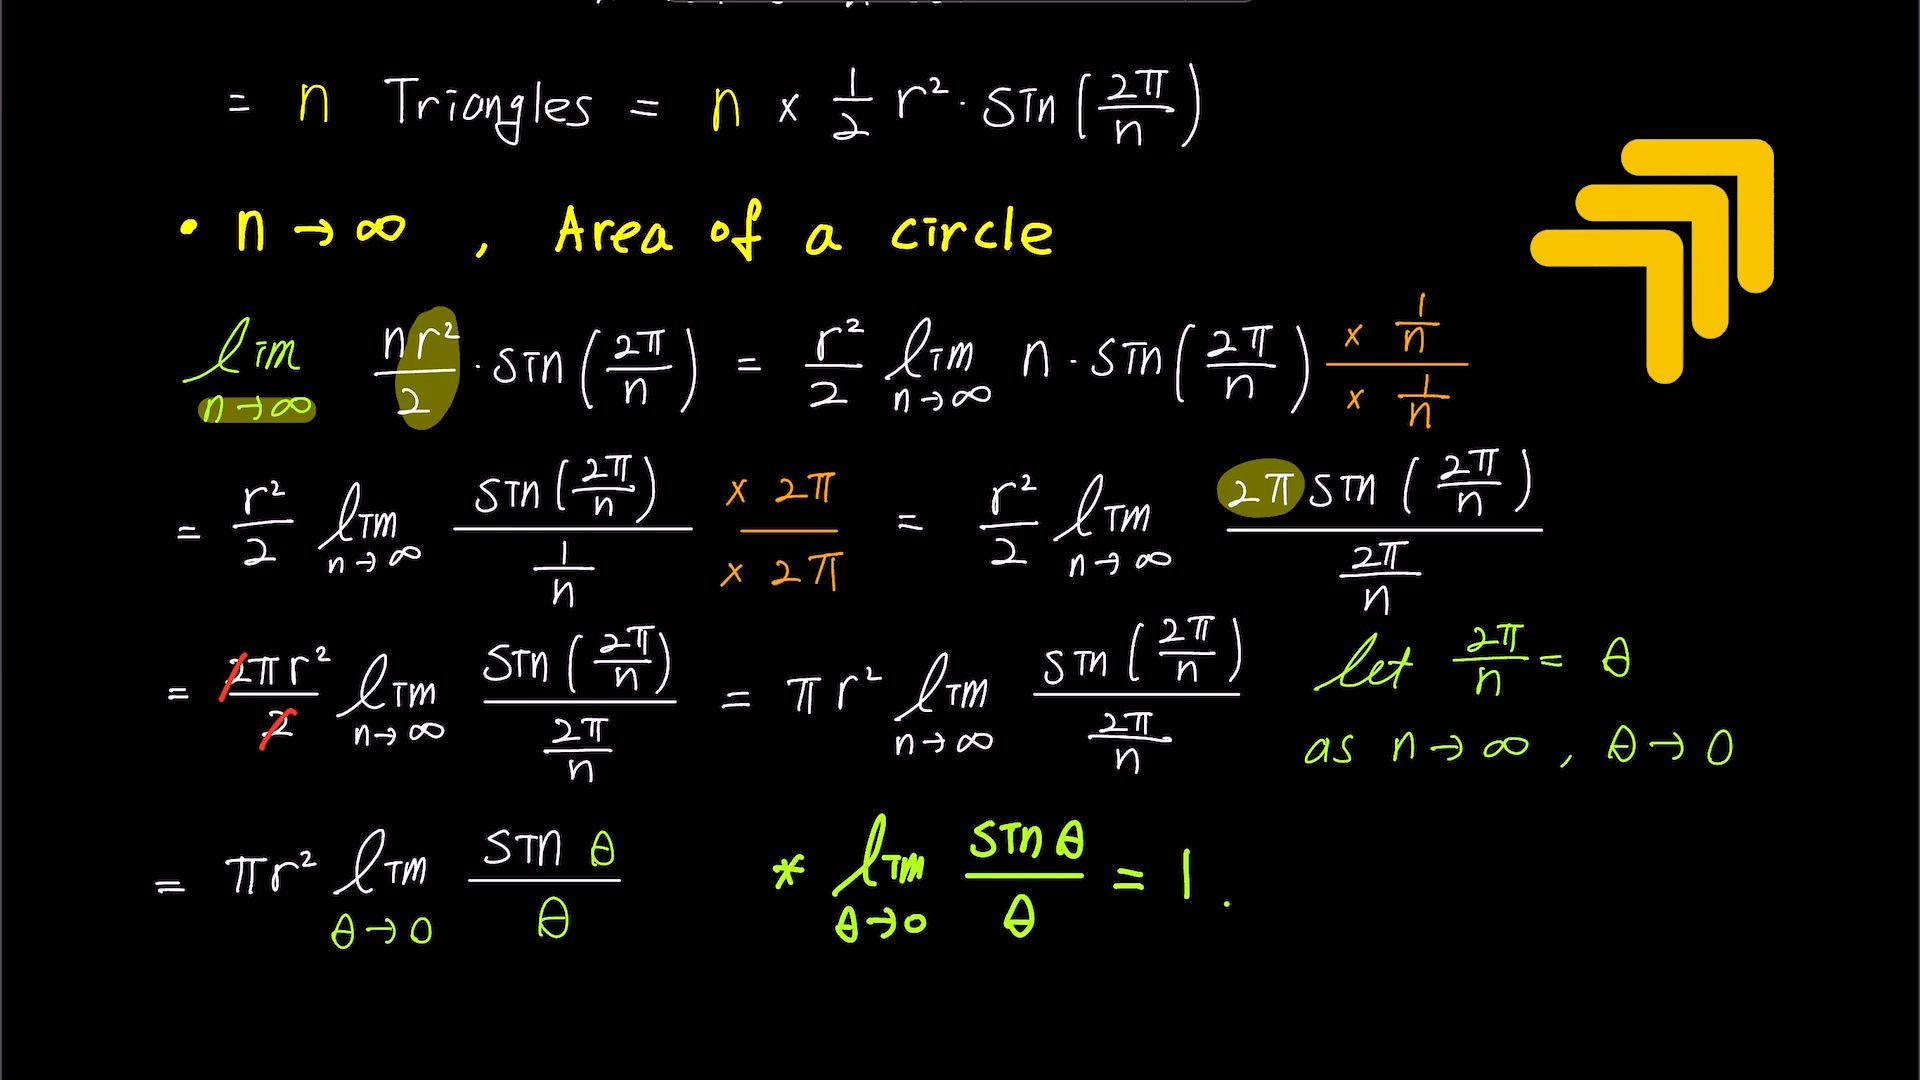 = n Triangles = n × 1/2 r² · sin(2π/n)
• n → ∞ , Area of a circle
lim n→∞ nr²/2 · sin(2π/n) = r²/2 lim n→∞ n · sin(2π/n) × 1/n / × 1/n
= r²/2 lim n→∞ sin(2π/n) / 1/n × 2π / × 2π = r²/2 lim n→∞ 2π sin(2π/n) / 2π/n
= 2πr²/2 lim n→∞ sin(2π/n) / 2π/n = πr² lim n→∞ sin(2π/n) / 2π/n let 2π/n = θ
as n→∞ , θ→0
= πr² lim θ→0 sin θ / θ * lim θ→0 sin θ / θ = 1 .